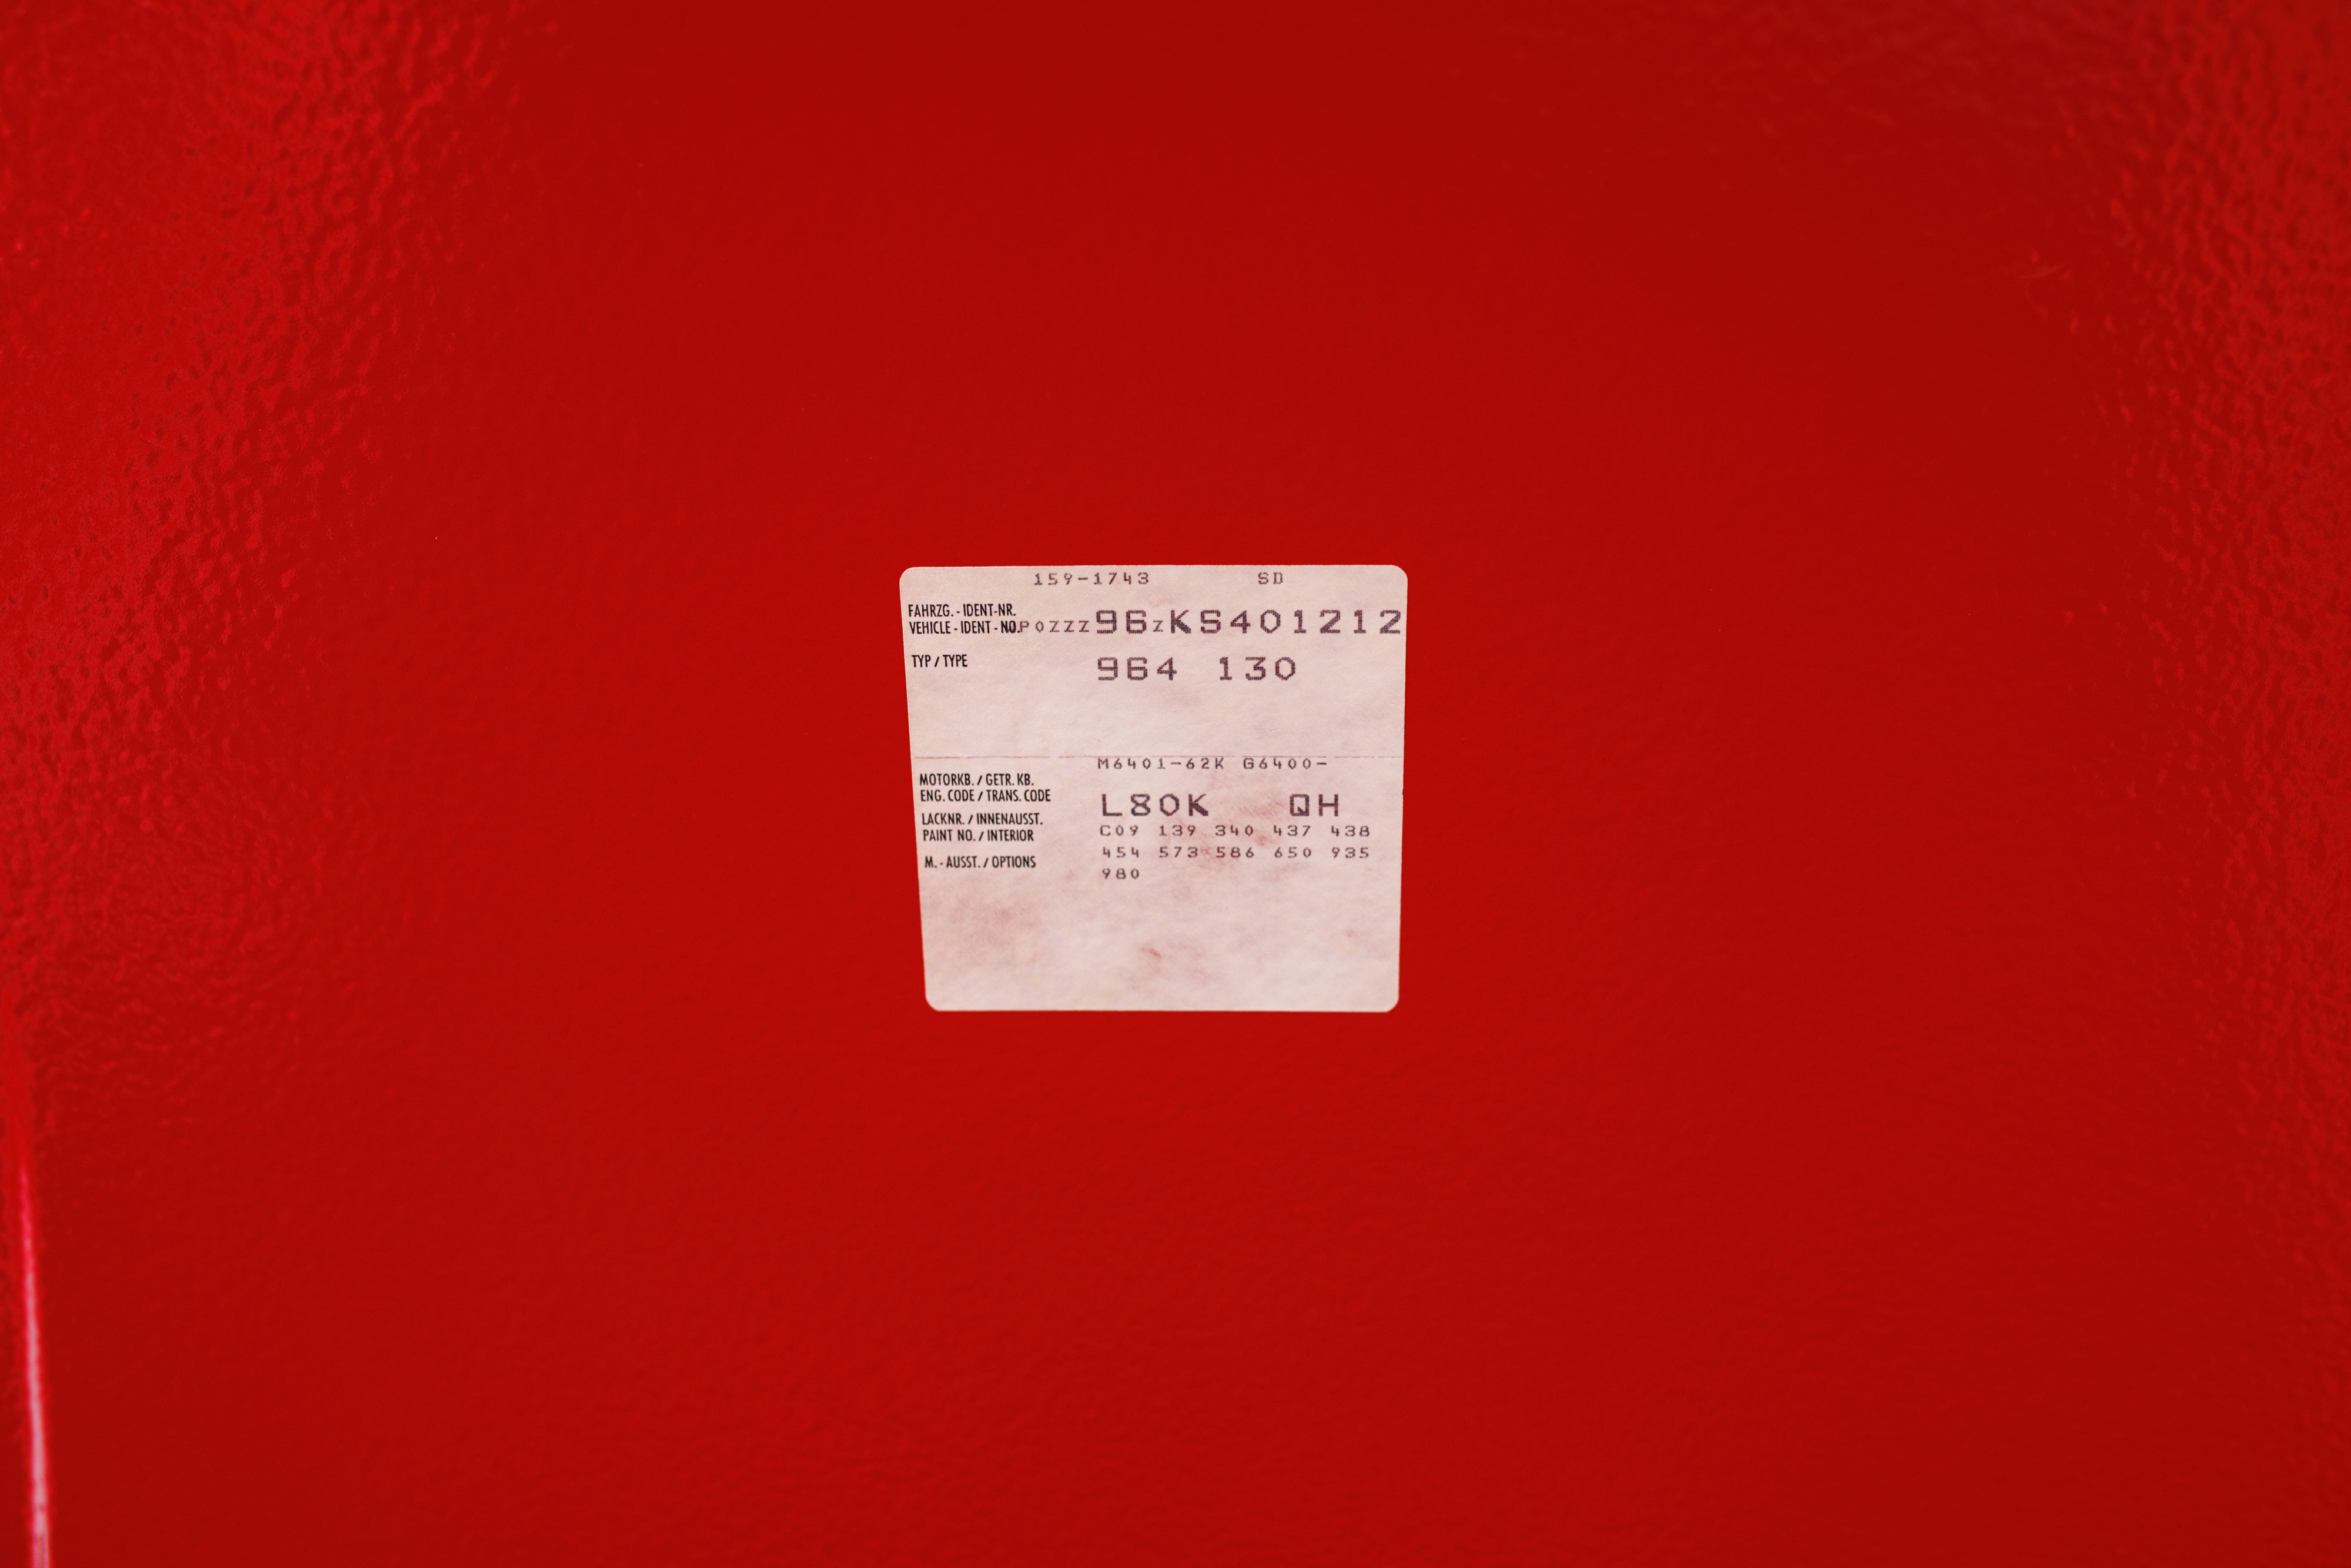 159-1743 SD
FAHRZG. - IDENT-NR.
VEHICLE - IDENT - NO. P0ZZZ96ZKS401212
TYP / TYPE 964 130
M6401-62K G6400-
MOTORKB. / GETR. KB.
ENG. CODE / TRANS. CODE
L80K QH
LACKNR. / INNENAUSST.
PAINT NO. / INTERIOR
C09 139 340 437 438
M. - AUSST. / OPTIONS
454 573 586 650 935
980